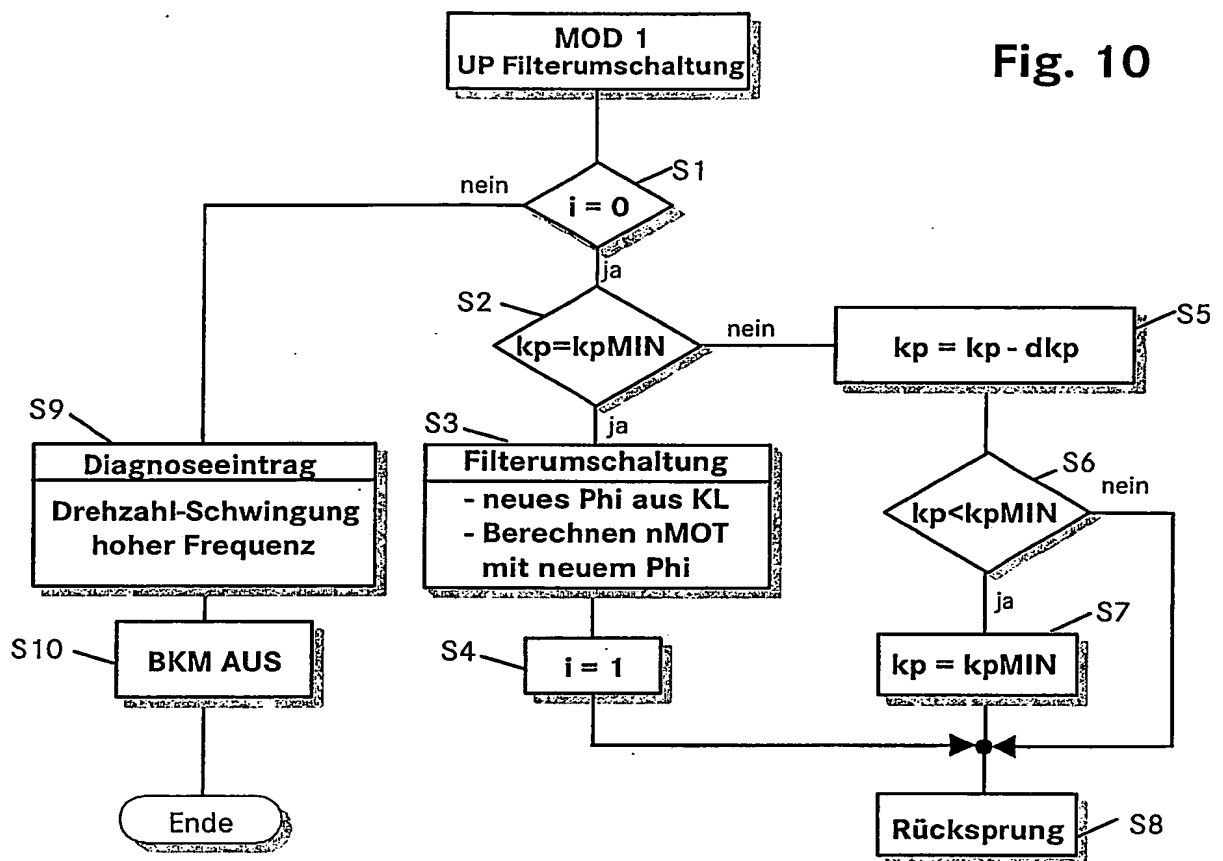 MOD 1
UP Filterumschaltung
Fig. 10
S1
nein
i = 0
ja
S2
kp=kpMIN
nein
S5
kp = kp - dkp
ja
S9
Diagnoseeintrag
Drehzahl-Schwingung
hoher Frequenz
S3
Filterumschaltung
- neues Phi aus KL
- Berechnen nMOT
mit neuem Phi
S6
kp<kpMIN
nein
ja
S10
BKM AUS
S4
i = 1
S7
kp = kpMIN
Ende
Rücksprung
S8